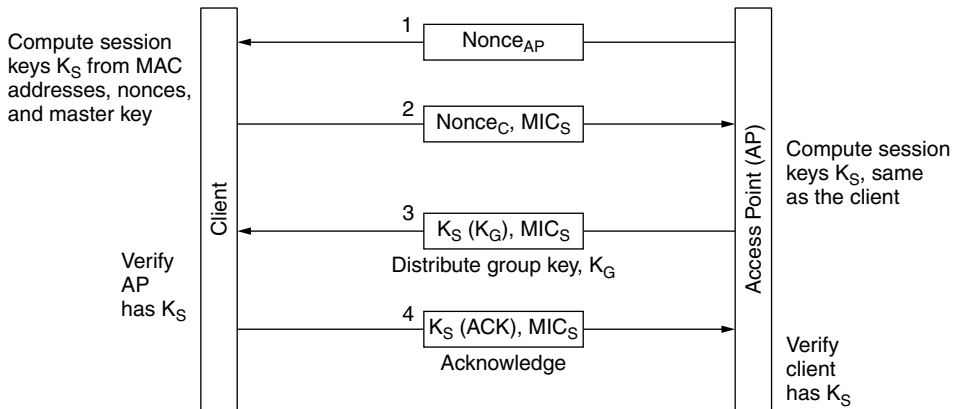 Compute session
keys K_S from MAC
addresses, nonces,
and master key
1
Nonce_AP
2
Nonce_C, MIC_S
Client
Access Point (AP)
Compute session
keys K_S, same
as the client
3
K_S (K_G), MIC_S
Distribute group key, K_G
Verify
AP
has K_S
4
K_S (ACK), MIC_S
Acknowledge
Verify
client
has K_S